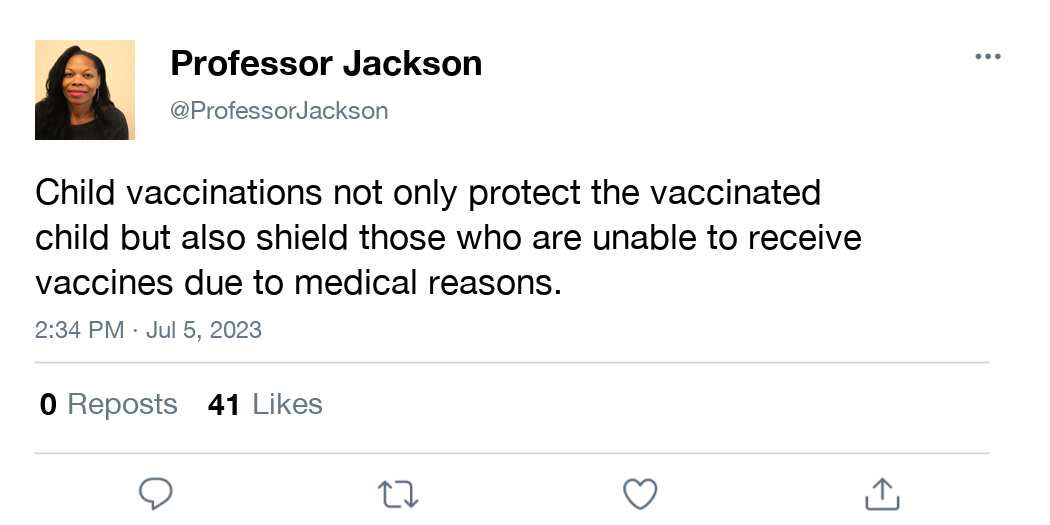 Professor Jackson
@ProfessorJackson
Child vaccinations not only protect the vaccinated
child but also shield those who are unable to receive
vaccines due to medical reasons.
2:34 PM · Jul 5, 2023
0 Reposts 41 Likes